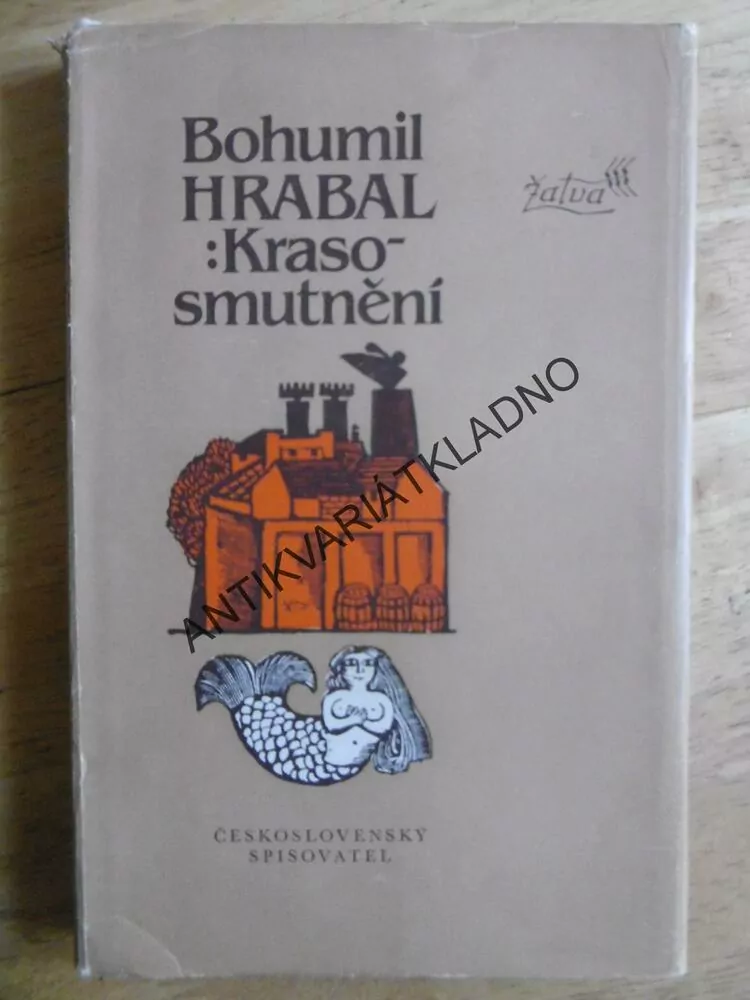 Bohumil
HRABAL
:Kraso-
smutnění
Žatva
ANTIKVARIÁTKLADNO
ČESKOSLOVENSKÝ
SPISOVATEL